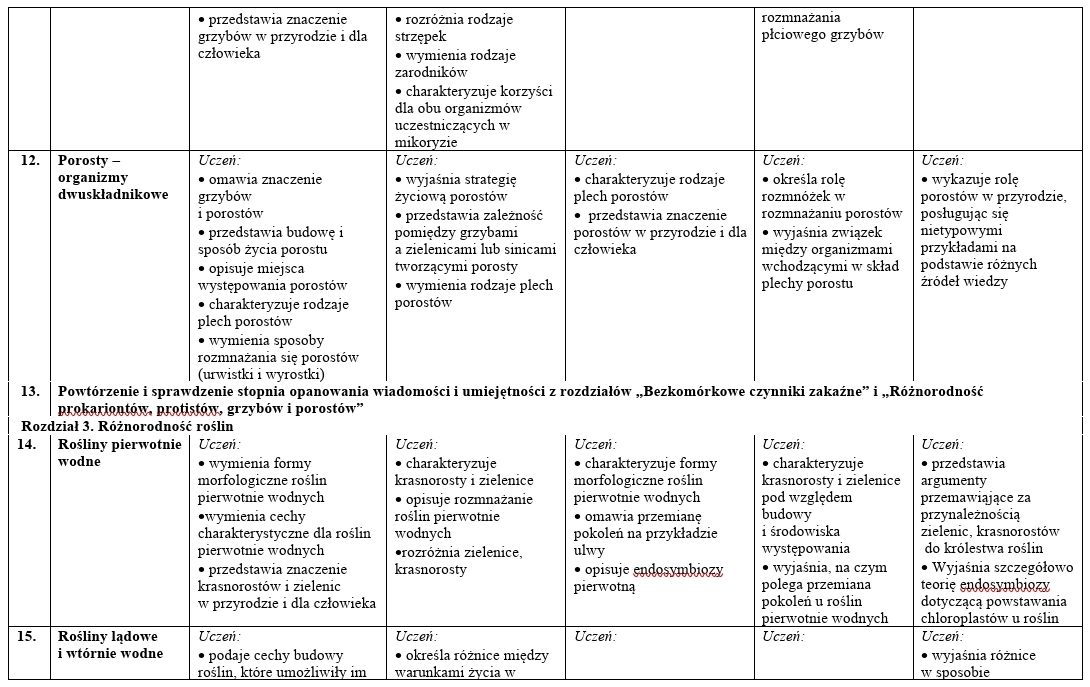 • przedstawia znaczenie
grzybów w przyrodzie i dla
człowieka
• rozróżnia rodzaje
strzępek
• wymienia rodzaje
zarodników
• charakteryzuje korzyści
dla obu organizmów
uczestniczących w
mikoryzie
rozmnażania
płciowego grzybów
12.
Porosty –
organizmy
dwuskładnikowe
Uczeń:
• omawia znaczenie
grzybów
i porostów
• przedstawia budowę i
sposób życia porostu
• opisuje miejsca
występowania porostów
• charakteryzuje rodzaje
plech porostów
• wymienia sposoby
rozmnażania się porostów
(urwistki i wyrostki)
Uczeń:
• wyjaśnia strategię
życiową porostów
• przedstawia zależność
pomiędzy grzybami
a zielenicami lub sinicami
tworzącymi porosty
• wymienia rodzaje plech
porostów
Uczeń:
• charakteryzuje rodzaje
plech porostów
• przedstawia znaczenie
porostów w przyrodzie i dla
człowieka
Uczeń:
• określa rolę
rozmnóżek w
rozmnażaniu porostów
• wyjaśnia związek
między organizmami
wchodzącymi w skład
plechy porostu
Uczeń:
• wykazuje rolę
porostów w przyrodzie,
posługując się
nietypowymi
przykładami na
podstawie różnych
źródeł wiedzy
13.
Powtórzenie i sprawdzenie stopnia opanowania wiadomości i umiejętności z rozdziałów „Bezkomórkowe czynniki zakaźne” i „Różnorodność
prokariontów, protistów, grzybów i porostów”
Rozdział 3. Różnorodność roślin
14.
Rośliny pierwotnie
wodne
Uczeń:
• wymienia formy
morfologiczne roślin
pierwotnie wodnych
•wymienia cechy
charakterystyczne dla roślin
pierwotnie wodnych
• przedstawia znaczenie
krasnorostów i zielenic
w przyrodzie i dla człowieka
Uczeń:
• charakteryzuje
krasnorosty i zielenice
• opisuje rozmnażanie
roślin pierwotnie
wodnych
•rozróżnia zielenice,
krasnorosty
Uczeń:
• charakteryzuje formy
morfologiczne roślin
pierwotnie wodnych
• omawia przemianę
pokoleń na przykładzie
ulwy
• opisuje endosymbiozy
pierwotną
Uczeń:
• charakteryzuje
krasnorosty i zielenice
pod względem
budowy
i środowiska
występowania
• wyjaśnia, na czym
polega przemiana
pokoleń u roślin
pierwotnie wodnych
Uczeń:
• przedstawia
argumenty
przemawiające za
przynależnością
zielenic, krasnorostów
do królestwa roślin
• Wyjaśnia szczegółowo
teorię endosymbiozy
dotyczącą powstawania
chloroplastów u roślin
15.
Rośliny lądowe
i wtórnie wodne
Uczeń:
• podaje cechy budowy
roślin, które umożliwiły im
Uczeń:
• określa różnice między
warunkami życia w
Uczeń:
Uczeń:
Uczeń:
• wyjaśnia różnice
w sposobie